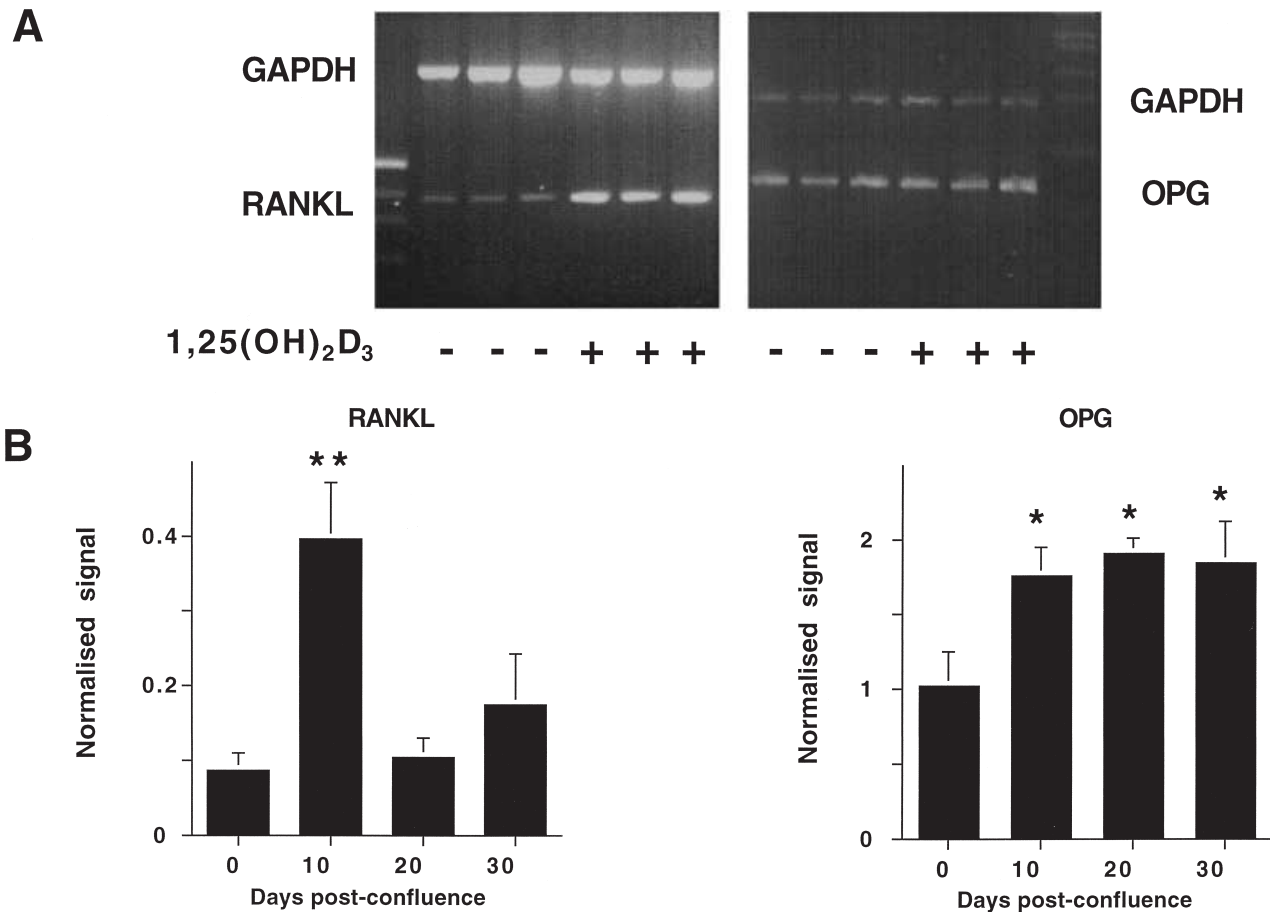 A
GAPDH
RANKL
GAPDH
OPG
1,25(OH)₂D₃ - - - + + + - - - + + +
B
RANKL
OPG
* *
* * *
Normalised signal
0.4
0.2
0
0 10 20 30
Days post-confluence
Normalised signal
2
1
0
0 10 20 30
Days post-confluence